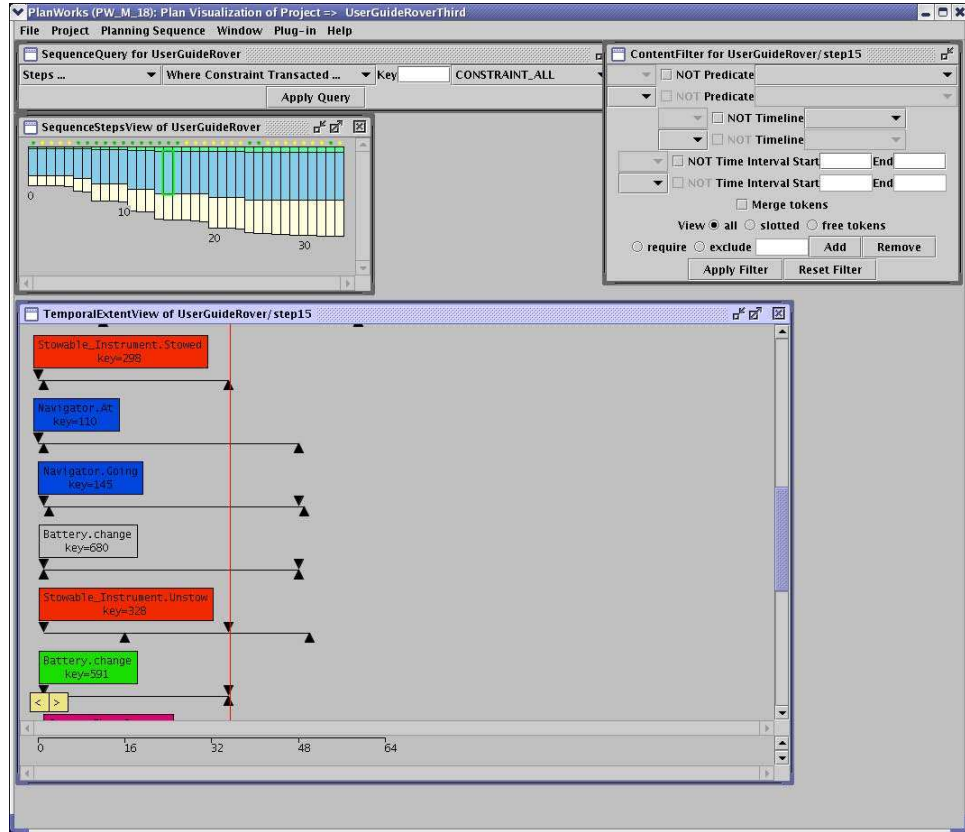 PlanWorks (PW_M_18): Plan Visualization of Project => UserGuideRoverThird
File Project Planning Sequence Window Plug-in Help
SequenceQuery for UserGuideRover
Steps ... Where Constraint Transacted ... Key CONSTRAINT_ALL
Apply Query
SequenceStepsView of UserGuideRover
0
10
20
30
ContentFilter for UserGuideRover/step15
NOT Predicate
NOT Predicate
NOT Timeline
NOT Timeline
NOT Time Interval Start End
NOT Time Interval Start End
Merge tokens
View all slotted free tokens
require exclude Add Remove
Apply Filter Reset Filter
TemporalExtentView of UserGuideRover/step15
Stowable_Instrument.Stowed
key=298
Navigator.At
key=110
Navigator.Going
key=145
Battery.change
key=680
Stowable_Instrument.Unstow
key=328
Battery.change
key=591
< >
0 16 32 48 64